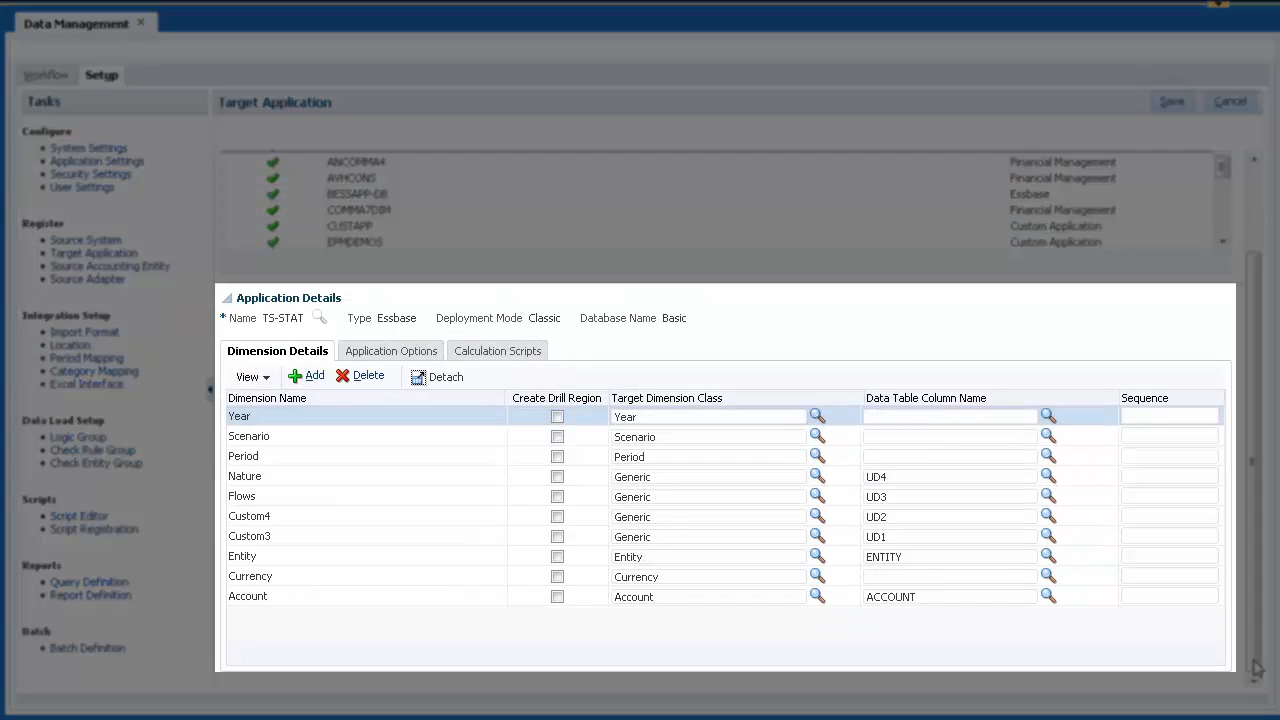 Data Management
Workflow Setup
Tasks
Target Application Save Cancel
Configure
System Settings
Application Settings
Security Settings
User Settings
Register
Source System
Target Application
Source Accounting Entity
Source Adapter
Integration Setup
Import Format
Location
Period Mapping
Category Mapping
Excel Interface
Data Load Setup
Logic Group
Check Rule Group
Check Entity Group
Scripts
Script Editor
Script Registration
Reports
Query Definition
Report Definition
Batch
Batch Definition
ANCOMMA4 Financial Management
AVHCONS Financial Management
BESSAPP-DB Essbase
COMMA7DIM Financial Management
CUSTAPP Custom Application
EPMDEMOS Custom Application
Application Details
* Name TS-STAT Type Essbase Deployment Mode Classic Database Name Basic
Dimension Details Application Options Calculation Scripts
View Add Delete Detach
Dimension Name Create Drill Region Target Dimension Class Data Table Column Name Sequence
Year Year
Scenario Scenario
Period Period
Nature Generic UD4
Flows Generic UD3
Custom4 Generic UD2
Custom3 Generic UD1
Entity Entity ENTITY
Currency Currency
Account Account ACCOUNT